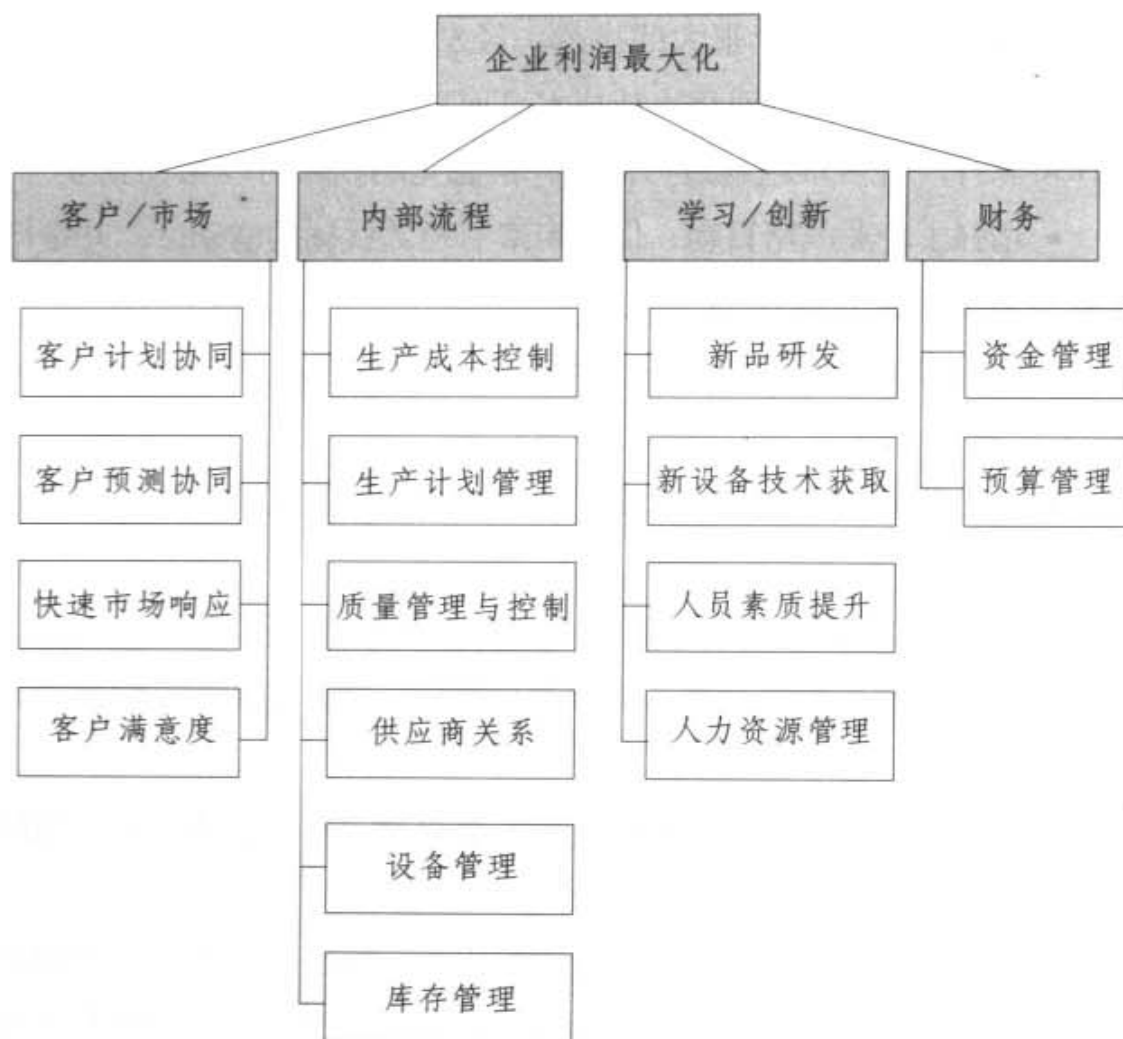 企业利润最大化
客户/市场
内部流程
学习/创新
财务
客户计划协同
生产成本控制
新品研发
资金管理
客户预测协同
生产计划管理
新设备技术获取
预算管理
快速市场响应
质量管理与控制
人员素质提升
客户满意度
供应商关系
人力资源管理
设备管理
库存管理